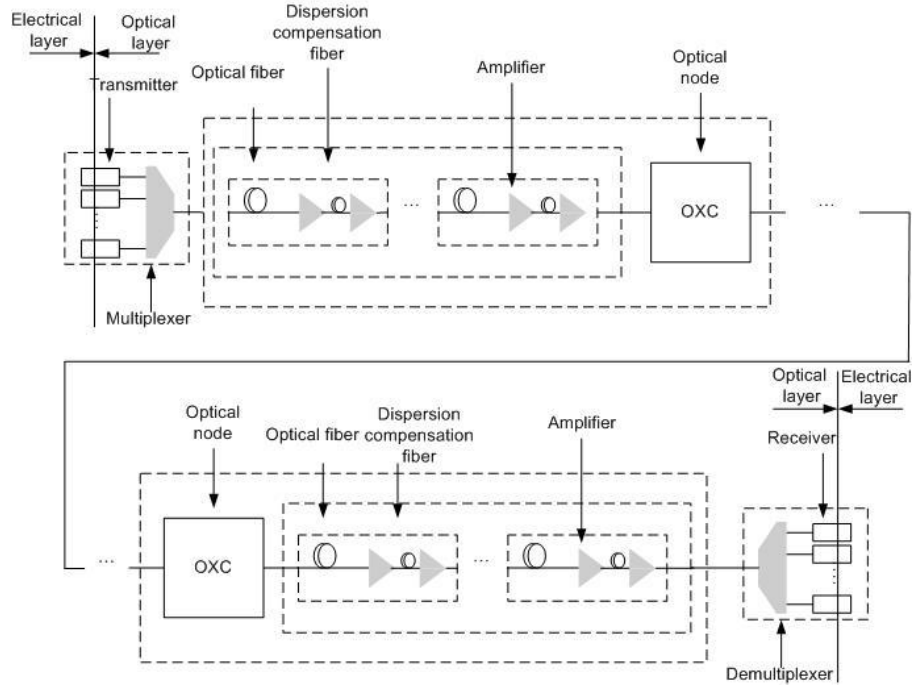 Electrical
layer
Optical
layer
Transmitter
Optical fiber
Dispersion
compensation
fiber
Amplifier
Optical
node
...
OXC
...
Multiplexer
Optical
node
Optical fiber
Dispersion
compensation
fiber
Amplifier
Optical
layer
Electrical
layer
Receiver
...
OXC
...
Demultiplexer